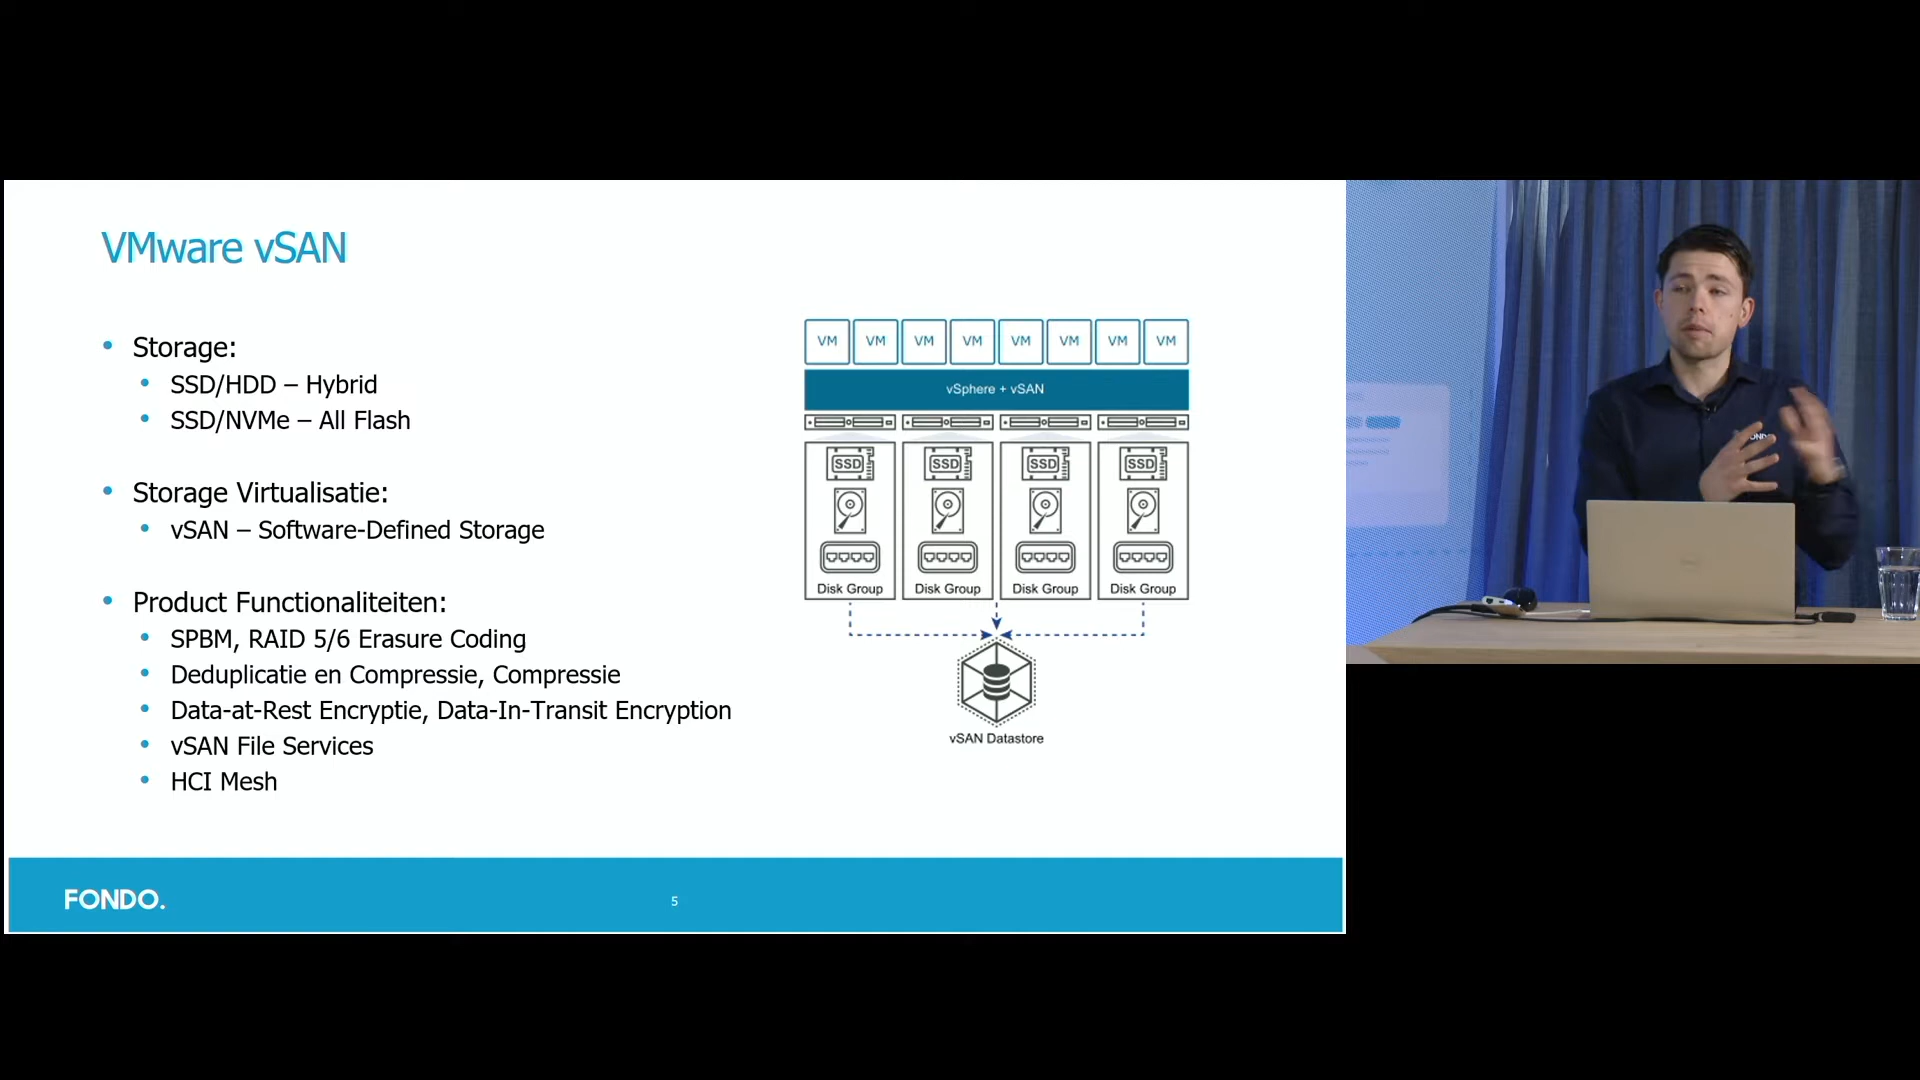 VMware vSAN
Storage:
SSD/HDD – Hybrid
SSD/NVMe – All Flash
Storage Virtualisatie:
vSAN – Software-Defined Storage
Product Functionaliteiten:
SPBM, RAID 5/6 Erasure Coding
Deduplicatie en Compressie, Compressie
Data-at-Rest Encryptie, Data-In-Transit Encryption
vSAN File Services
HCI Mesh
VM VM VM VM VM VM VM VM
vSphere + vSAN
SSD SSD SSD SSD
Disk Group Disk Group Disk Group Disk Group
vSAN Datastore
FONDO.
5